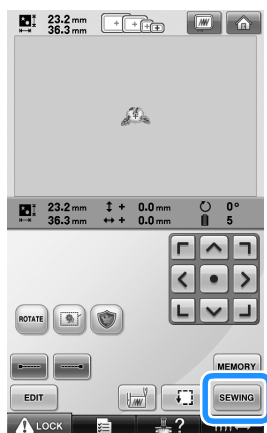 23.2 mm
36.3 mm
23.2 mm + 0.0 mm 0°
36.3 mm + 0.0 mm 5
ROTATE
MEMORY
EDIT
SEWING
LOCK
?